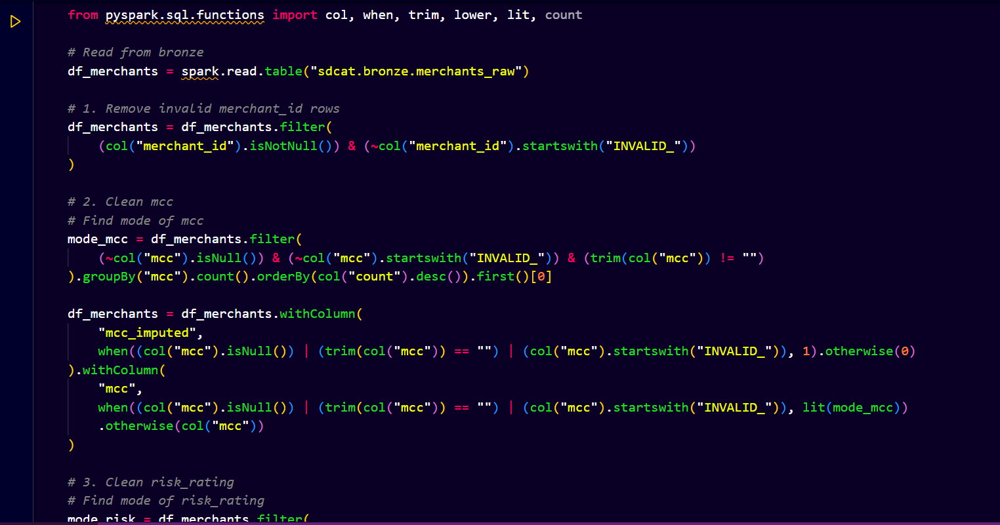 from pyspark.sql.functions import col, when, trim, lower, lit, count
# Read from bronze
df_merchants = spark.read.table("sdcat.bronze.merchants_raw")
# 1. Remove invalid merchant_id rows
df_merchants = df_merchants.filter(
(col("merchant_id").isNotNull()) & (~col("merchant_id").startswith("INVALID_"))
)
# 2. Clean mcc
# Find mode of mcc
mode_mcc = df_merchants.filter(
(~col("mcc").isNull()) & (~col("mcc").startswith("INVALID_")) & (trim(col("mcc")) != "")
).groupBy("mcc").count().orderBy(col("count").desc()).first()[0]
df_merchants = df_merchants.withColumn(
"mcc_imputed",
when((col("mcc").isNull()) | (trim(col("mcc")) == "") | (col("mcc").startswith("INVALID_")), 1).otherwise(0)
).withColumn(
"mcc",
when((col("mcc").isNull()) | (trim(col("mcc")) == "") | (col("mcc").startswith("INVALID_")), lit(mode_mcc))
.otherwise(col("mcc"))
)
# 3. Clean risk_rating
# Find mode of risk_rating
mode_risk = df_merchants.filter(